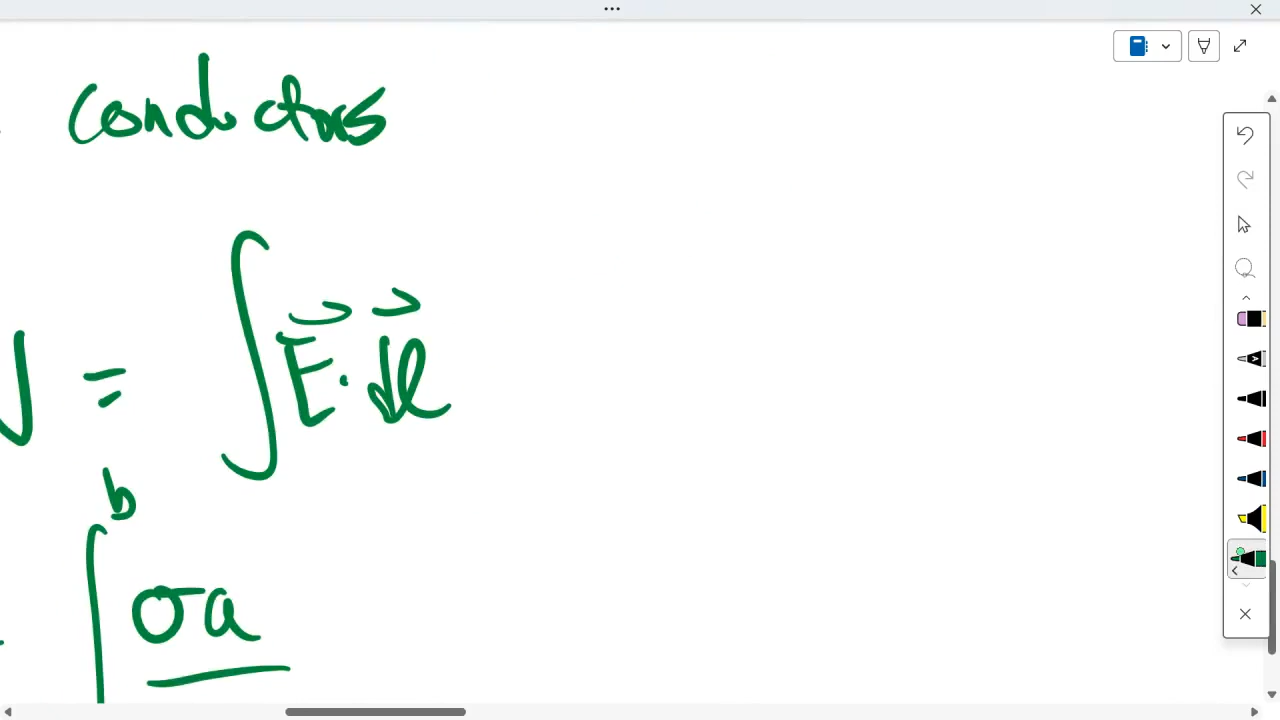 conductors
= ∫ E⃗ · dl⃗
b
∫ σa